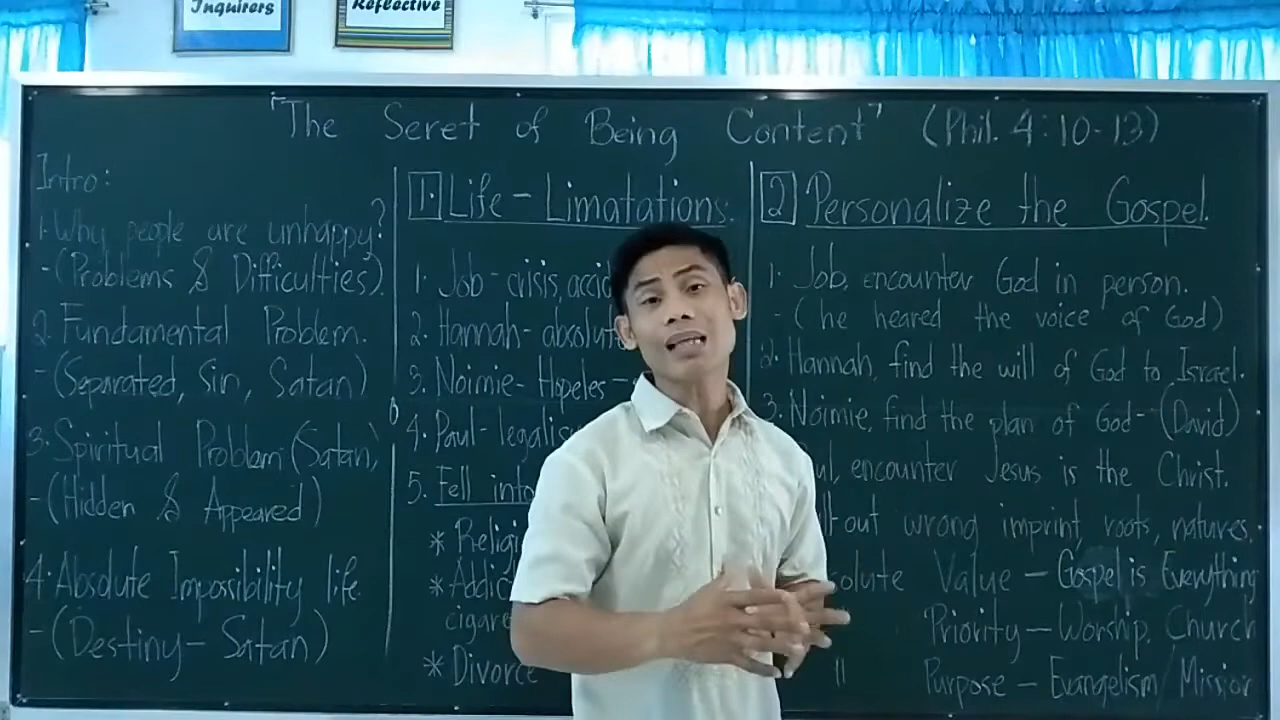 Inquirers
Reflective
"The Seret of Being Content" (Phil. 4:10-13)
Intro:
1. Why people are unhappy?
-(Problems & Difficulties).
2. Fundamental Problem.
-(Separated, Sin, Satan)
3. Spiritual Problem (Satan,
-(Hidden & Appeared)
4. Absolute Impossibility life.
-(Destiny- Satan)
1. Life - Limatations.
1. Job - crisis, acci
2. Hannah - absolut
3. Noimie - Hopeles -
4. Paul - legalis
5. Fell into
* Religi
* Addic
cigare
* Divorce
2 Personalize the Gospel.
1. Job, encounter God in person.
- (he heared the voice of God)
2. Hannah, find the will of God to Israel.
3. Noimie, find the plan of God - (David)
ul, encounter Jesus is the Christ.
out wrong imprint, roots, natures.
solute Value - Gospel is Everything
Priority - Worship, Church
" Purpose - Evangelism/Mission